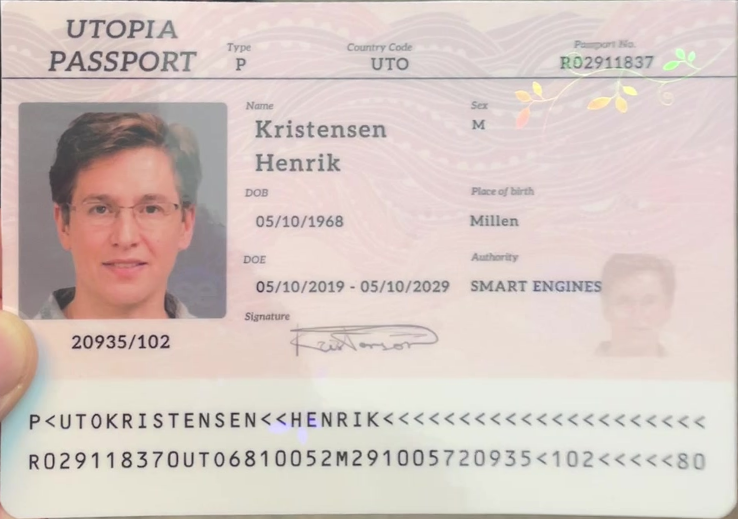 UTOPIA
PASSPORT
Type
P
Country Code
UTO
Passport No.
R02911837
Name
Kristensen
Henrik
Sex
M
DOB
05/10/1968
Place of birth
Millen
DOE
05/10/2019 - 05/10/2029
Authority
SMART ENGINES
Signature
20935/102
P<UTOKRISTENSEN<<HENRIK<<<<<<<<<<<<<<<<<<<<<
R029118370UTO6810052M291005720935<102<<<<<80